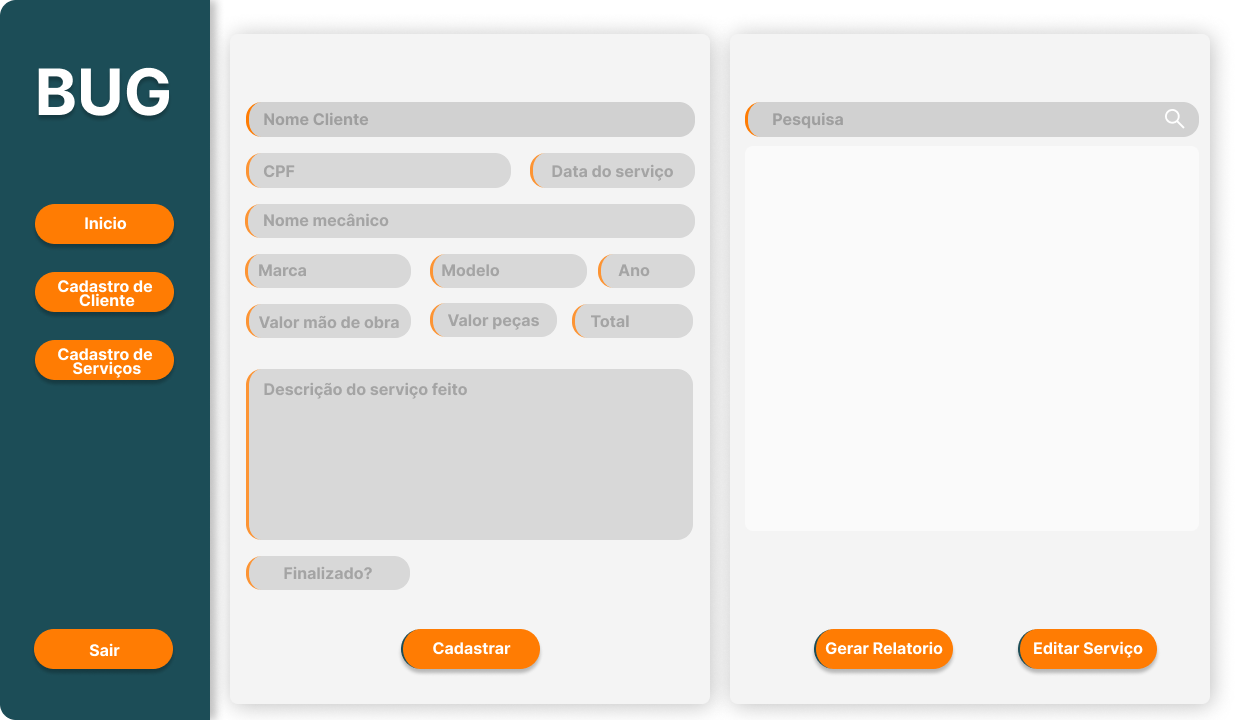 BUG
Inicio
Cadastro de
Cliente
Cadastro de
Serviços
Sair
Nome Cliente
CPF
Data do serviço
Nome mecânico
Marca
Modelo
Ano
Valor mão de obra
Valor peças
Total
Descrição do serviço feito
Finalizado?
Cadastrar
Pesquisa
Gerar Relatorio
Editar Serviço